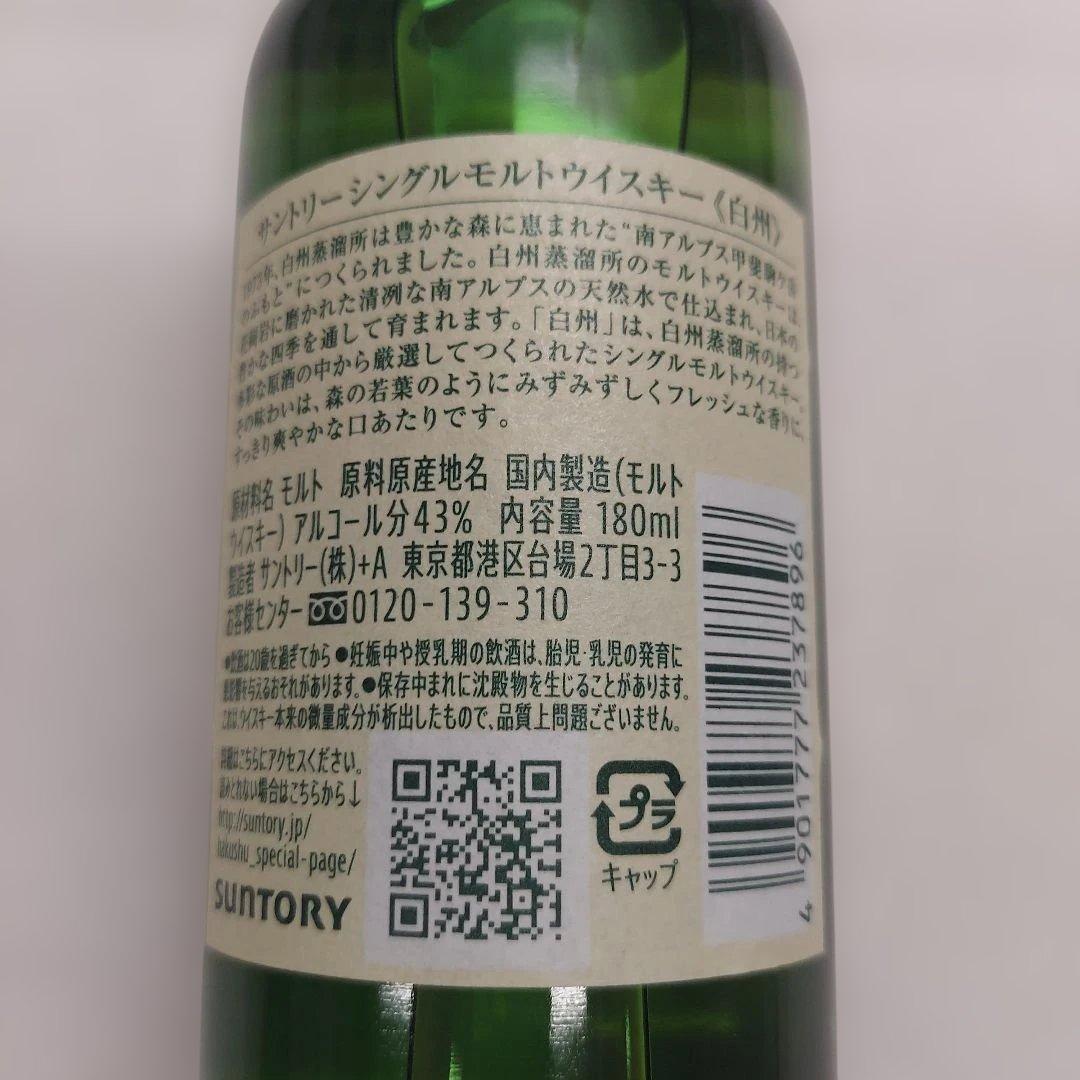 サントリーシングルモルトウイスキー《白州》
1973年、白州蒸溜所は豊かな森に恵まれた“南アルプス甲斐駒ケ岳
のふもと”につくられました。白州蒸溜所のモルトウイスキーは、
花崗岩に磨かれた清冽な南アルプスの天然水で仕込まれ、日本の
豊かな四季を通して育まれます。「白州」は、白州蒸溜所の持つ
多彩な原酒の中から厳選してつくられたシングルモルトウイスキー。
その味わいは、森の若葉のようにみずみずしくフレッシュな香りに、
すっきり爽やかな口あたりです。
原材料名 モルト 原料原産地名 国内製造(モルト
ウイスキー) アルコール分43% 内容量 180ml
製造者 サントリー(株)+A 東京都港区台場2丁目3-3
お客様センター 0120-139-310
●飲酒は20歳を過ぎてから ●妊娠中や授乳期の飲酒は、胎児・乳児の発育に
悪影響を与えるおそれがあります。●保存中まれに沈殿物を生じることがあります。
これは、ウイスキー本来の微量成分が析出したもので、品質上問題ございません。
詳細はこちらにアクセスください。
読みとれない場合はこちらから↓
http://suntory.jp/
hakushu_special-page/
SUNTORY
プラ
キャップ
4901777237896